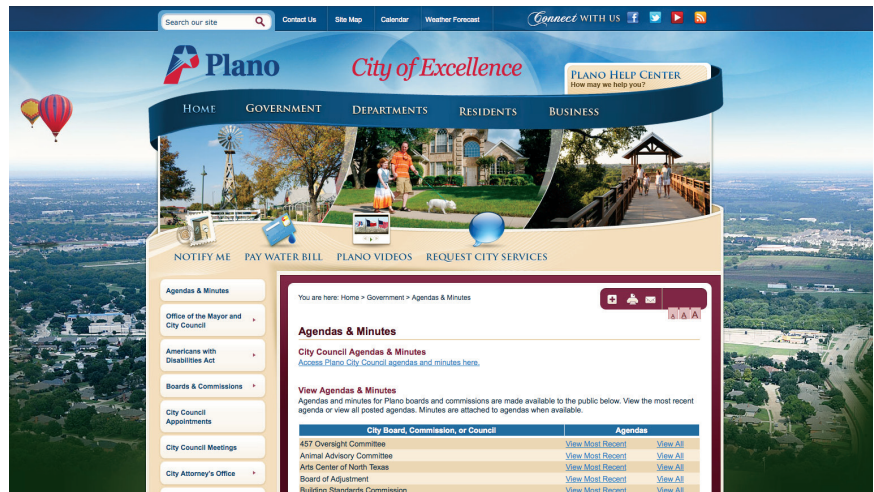 Search our site
Contact Us
Site Map
Calendar
Weather Forecast
Connect WITH US
Plano
City of Excellence
PLANO HELP CENTER
How may we help you?
HOME
GOVERNMENT
DEPARTMENTS
RESIDENTS
BUSINESS
NOTIFY ME
PAY WATER BILL
PLANO VIDEOS
REQUEST CITY SERVICES
Agendas & Minutes
Office of the Mayor and
City Council
Americans with
Disabilities Act
Boards & Commissions
City Council
Appointments
City Council Meetings
City Attorney's Office
You are here: Home > Government > Agendas & Minutes
A A A
Agendas & Minutes
City Council Agendas & Minutes
Access Plano City Council agendas and minutes here.
View Agendas & Minutes
Agendas and minutes for Plano boards and commissions are made available to the public below. View the most recent
agenda or view all posted agendas. Minutes are attached to agendas when available.
City Board, Commission, or Council Agendas
457 Oversight Committee View Most Recent View All
Animal Advisory Committee View Most Recent View All
Arts Center of North Texas View Most Recent View All
Board of Adjustment View Most Recent View All
Building Standards Commission View Most Recent View All